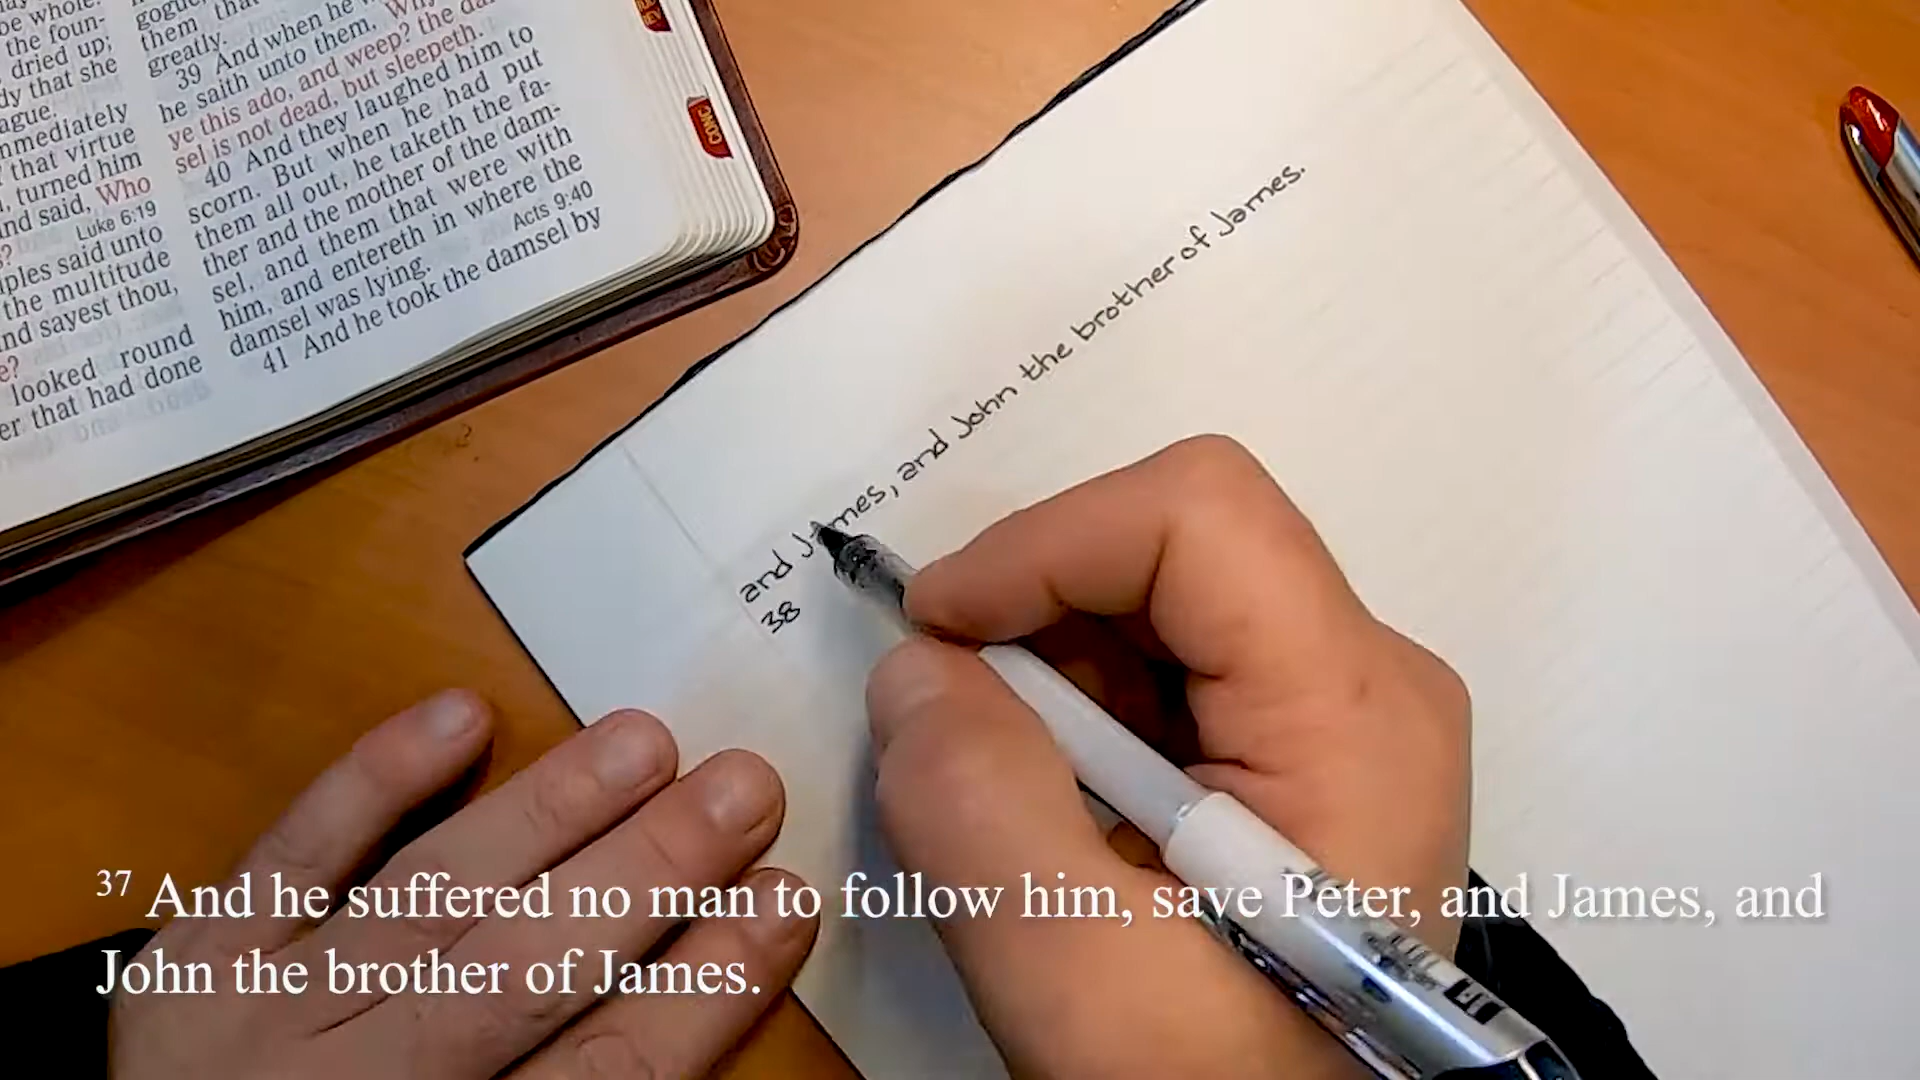 be whole.
the foun-
dried up;
dy that she
ague.
mmediately
that virtue
, turned him
nd said, Who
Luke 6:19
?
iples said unto
the multitude
nd sayest thou,
e?
looked round
er that had done
gogue,
them that
greatly.
39 And when he
he saith unto them, Why
ye this ado, and weep? the dam-
sel is not dead, but sleepeth.
40 And they laughed him to
scorn. But when he had put
them all out, he taketh the fa-
ther and the mother of the dam-
sel, and them that were with
him, and entereth in where the
damsel was lying.
Acts 9:40
41 And he took the damsel by
CONC
and James, and John the brother of James.
38
37 And he suffered no man to follow him, save Peter, and James, and
John the brother of James.